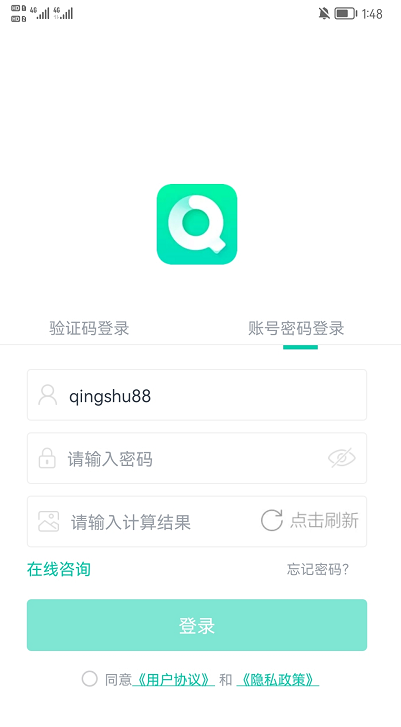 4G 4G 1:48
验证码登录 账号密码登录
qingshu88
请输入密码
请输入计算结果 点击刷新
在线咨询 忘记密码?
登录
同意《用户协议》 和 《隐私政策》